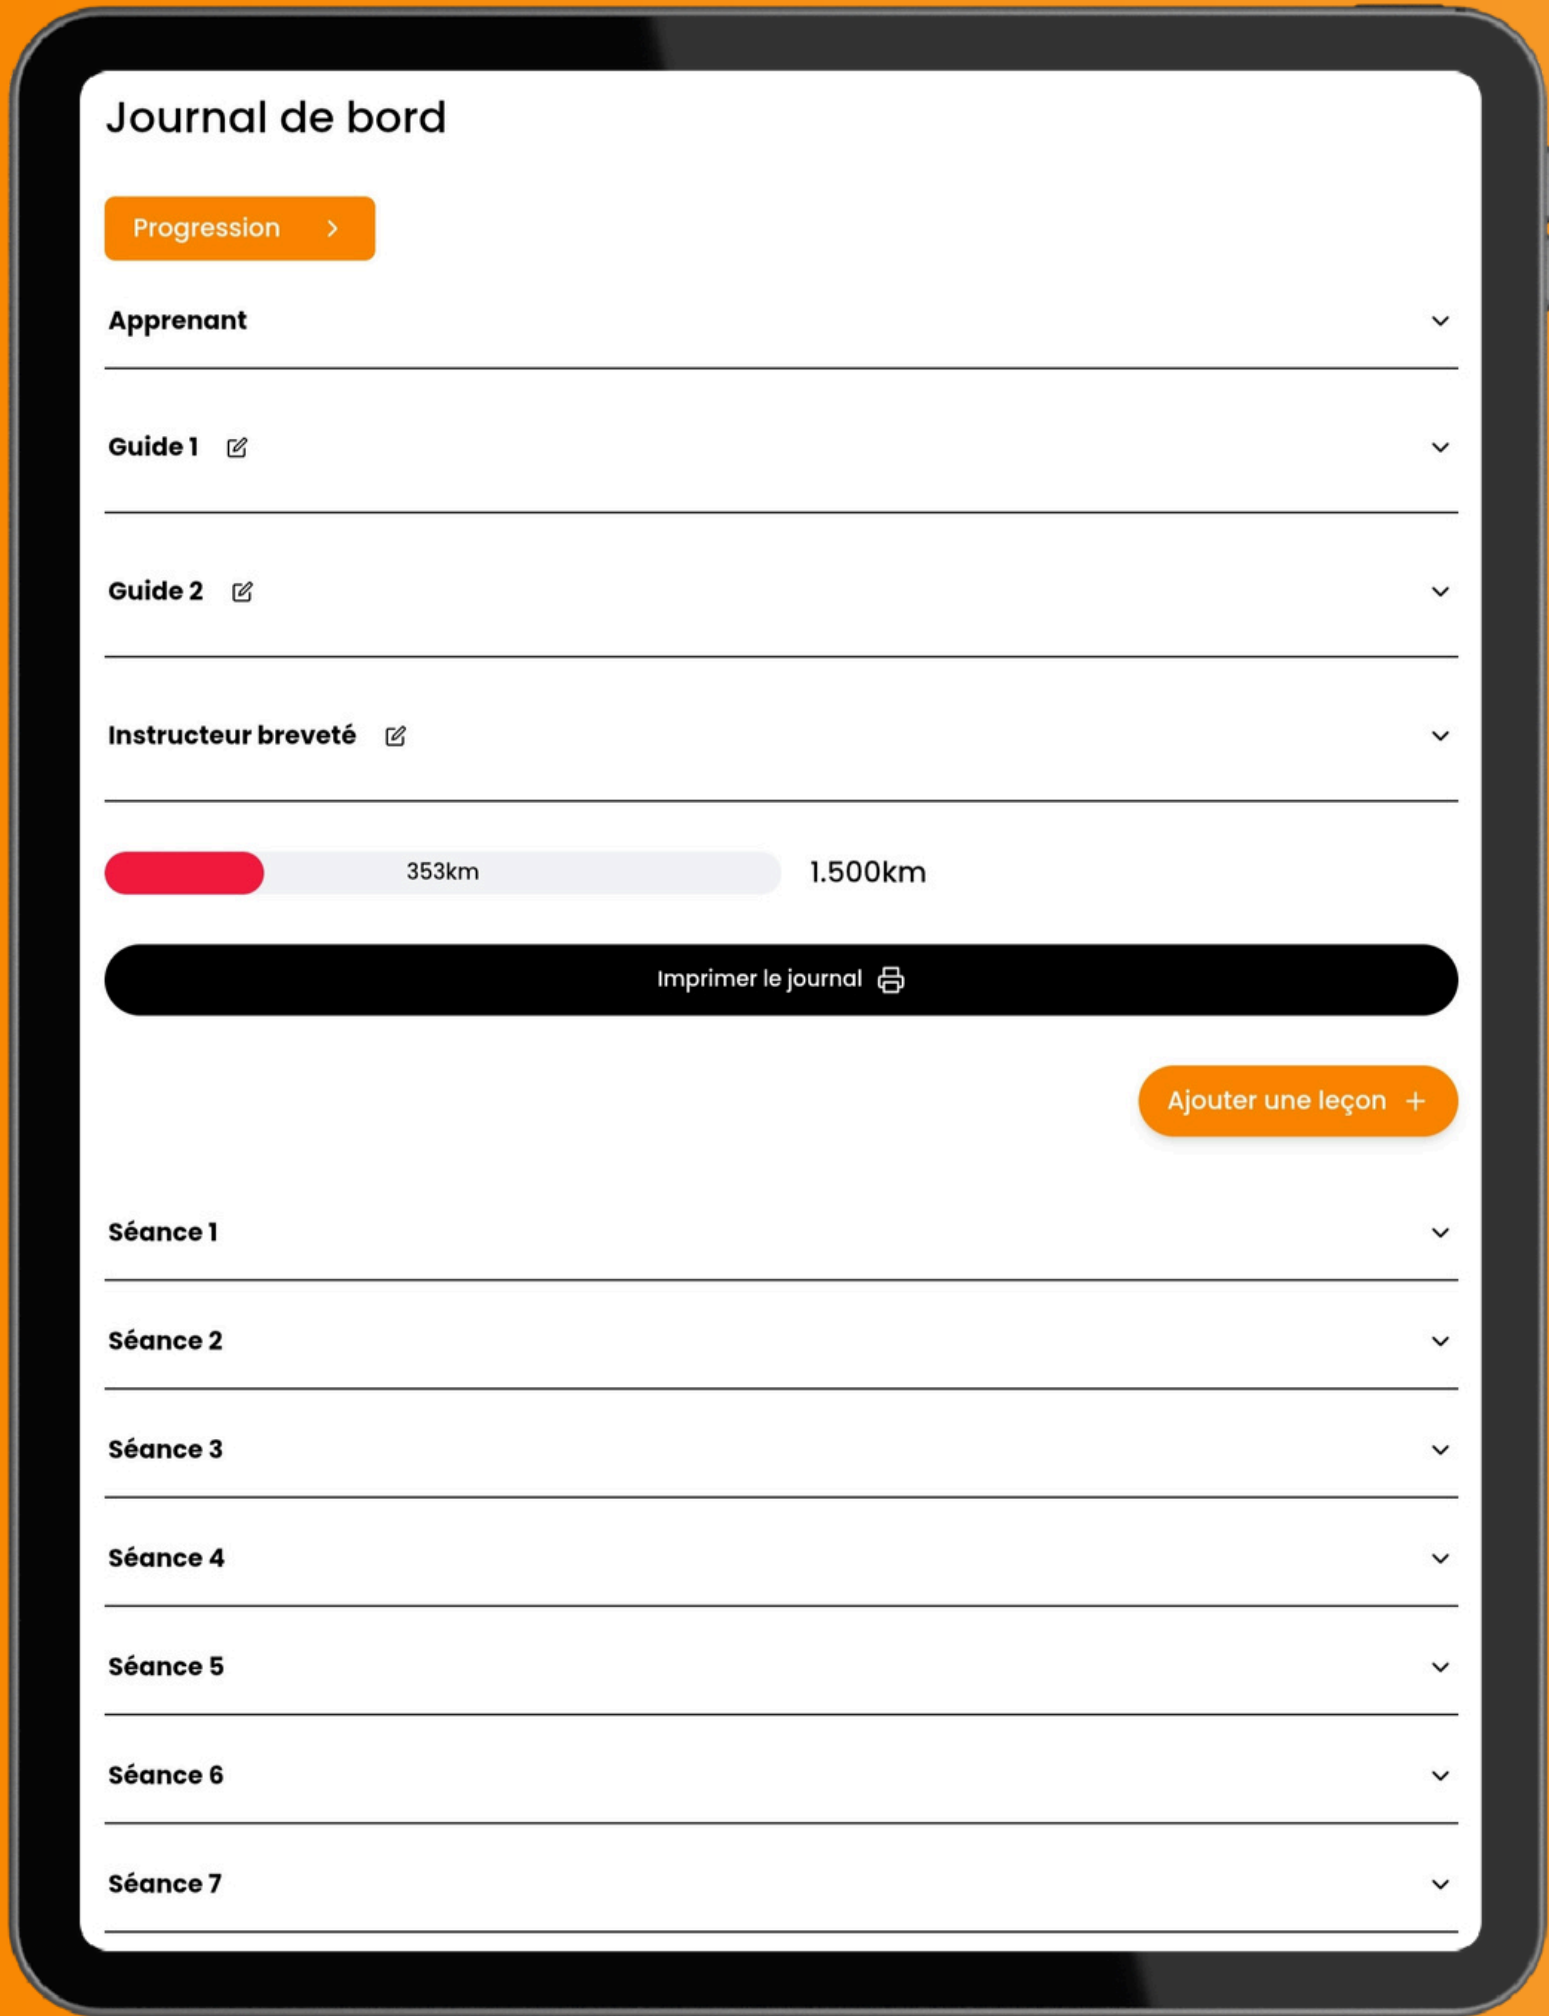 Journal de bord
Progression
Apprenant
Guide 1
Guide 2
Instructeur breveté
353km
1.500km
Imprimer le journal
Ajouter une leçon +
Séance 1
Séance 2
Séance 3
Séance 4
Séance 5
Séance 6
Séance 7